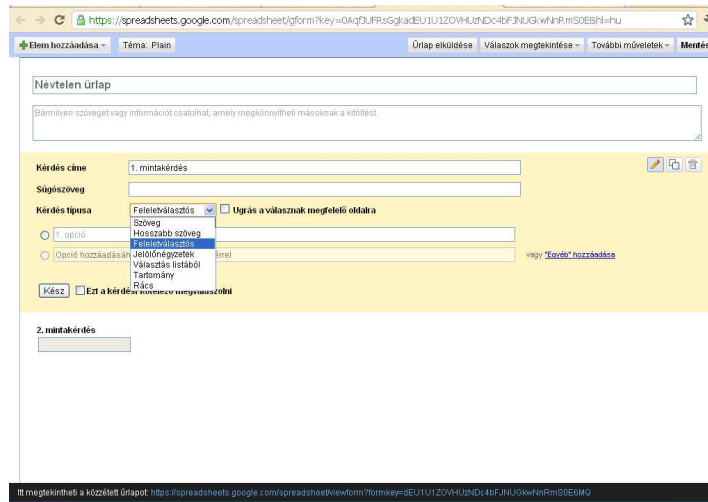 https://spreadsheets.google.com/spreadsheet/gform?key=0AqfJUFRsGgkadEU1U1ZOVHUzNDc4bFJNUGkwNnRmS0E&hl=hu
Elem hozzáadása Téma: Plain Űrlap elküldése Válaszok megtekintése További műveletek Mentés
Névtelen űrlap
Bármilyen szöveget vagy információt csatolhat, amely megkönnyítheti másoknak a kitöltést.
Kérdés címe 1. mintakérdés
Súgószöveg
Kérdés típusa Feleletválasztós Ugrás a válasznak megfelelő oldalra
Szöveg
Hosszabb szöveg
1. opció Feleletválasztós
Opció hozzáadásáh Jelölőnégyzetek érrel vagy "Egyéb" hozzáadása
Választás listából
Tartomány
Rács
Kész Ezt a kérdést kötelező megválaszolni
2. mintakérdés
Itt megtekintheti a közzétett űrlapot: https://spreadsheets.google.com/spreadsheet/viewform?formkey=dEU1U1ZOVHUzNDc4bFJNUGkwNnRmS0E6MQ